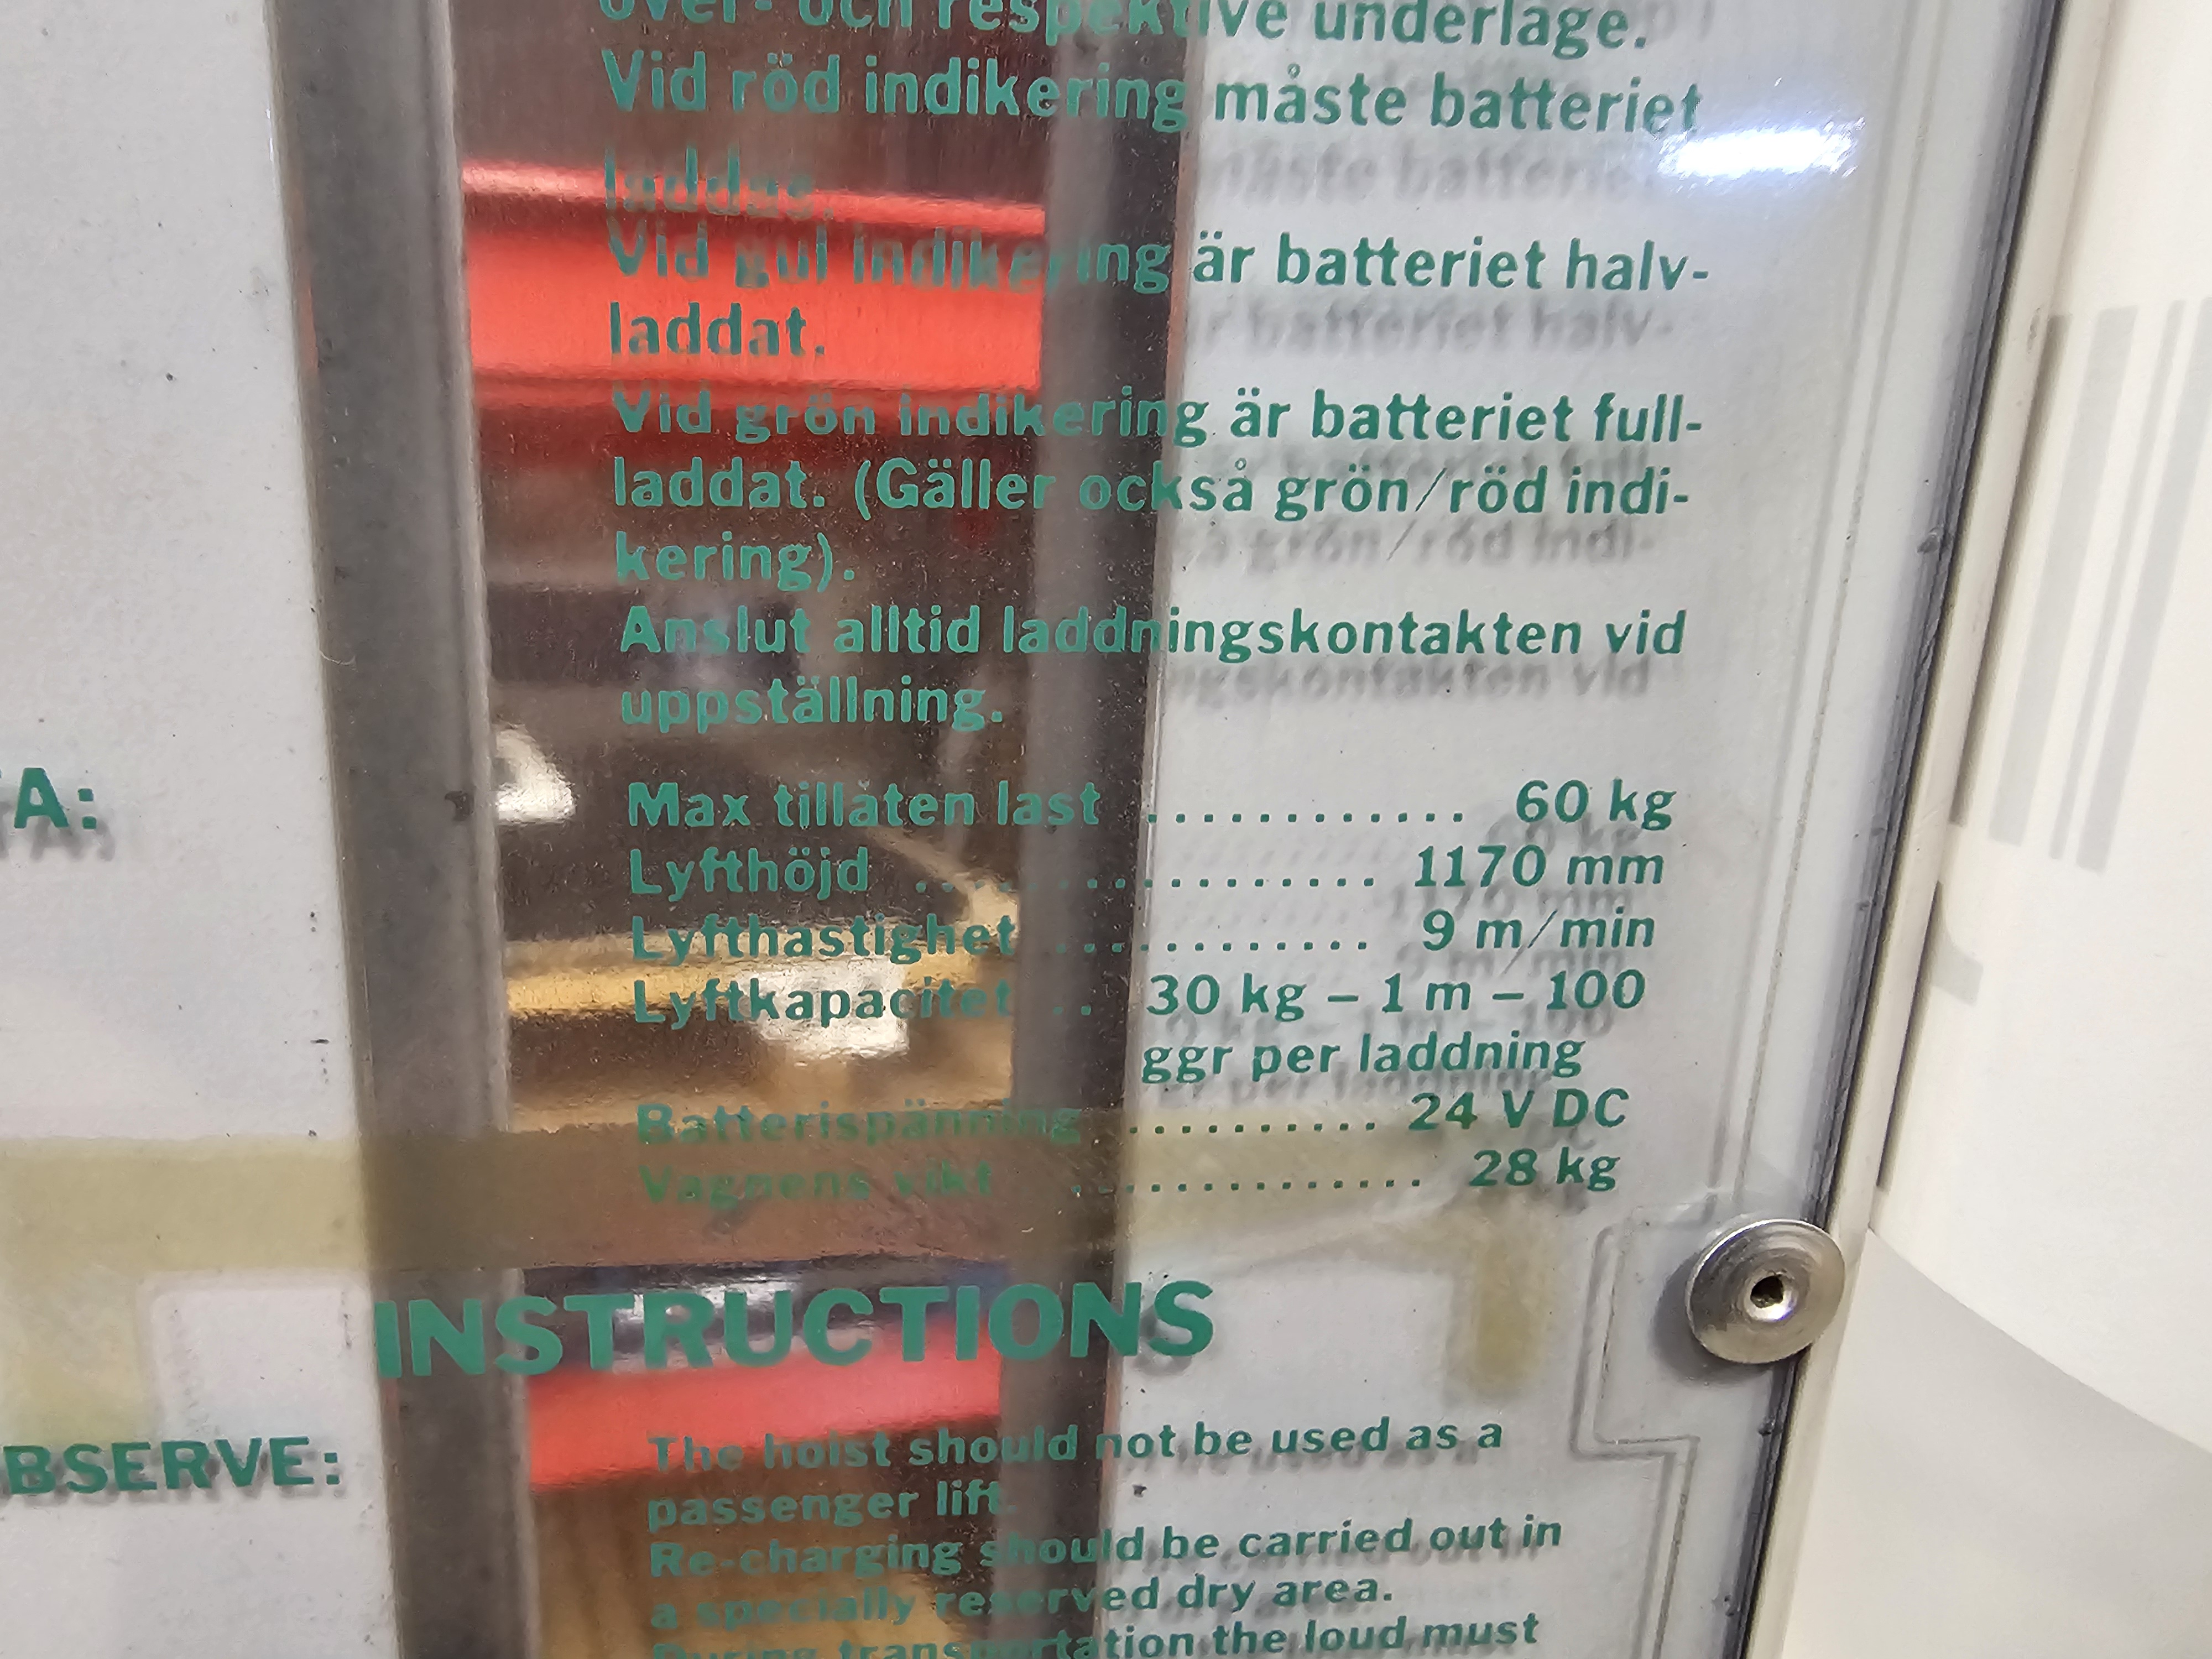 över- och respektive underläge.
Vid röd indikering måste batteriet
laddas.
Vid gul indikering är batteriet halv-
laddat.
Vid grön indikering är batteriet full-
laddat. (Gäller också grön/röd indi-
kering).
Anslut alltid laddningskontakten vid
uppställning.
TA:
Max tillåten last ............ 60 kg
Lyfthöjd ................. 1170 mm
Lyfthastighet ............ 9 m/min
Lyftkapacitet .. 30 kg – 1 m – 100
ggr per laddning
Batterispänning .......... 24 V DC
Vagnens vikt .............. 28 kg
INSTRUCTIONS
BSERVE:
The hoist should not be used as a
passenger lift.
Re-charging should be carried out in
a specially reserved dry area.
During transportation the loud must